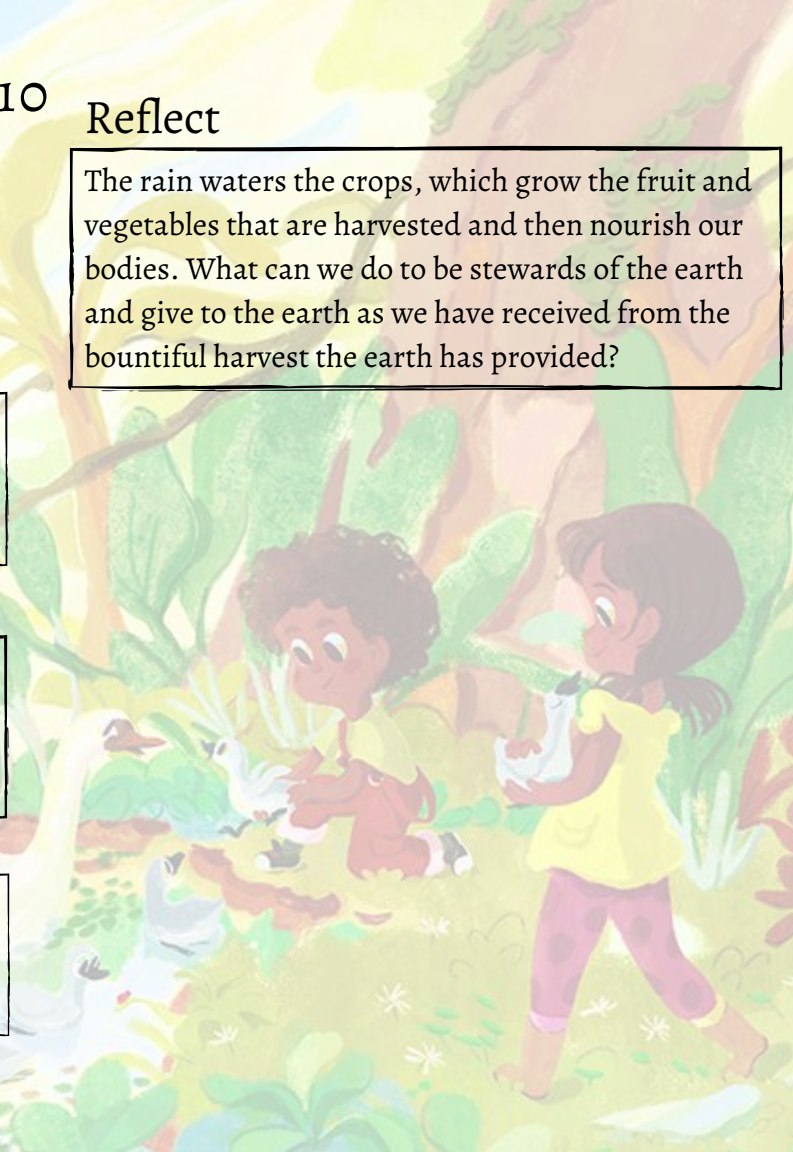 10
Reflect
The rain waters the crops, which grow the fruit and
vegetables that are harvested and then nourish our
bodies. What can we do to be stewards of the earth
and give to the earth as we have received from the
bountiful harvest the earth has provided?